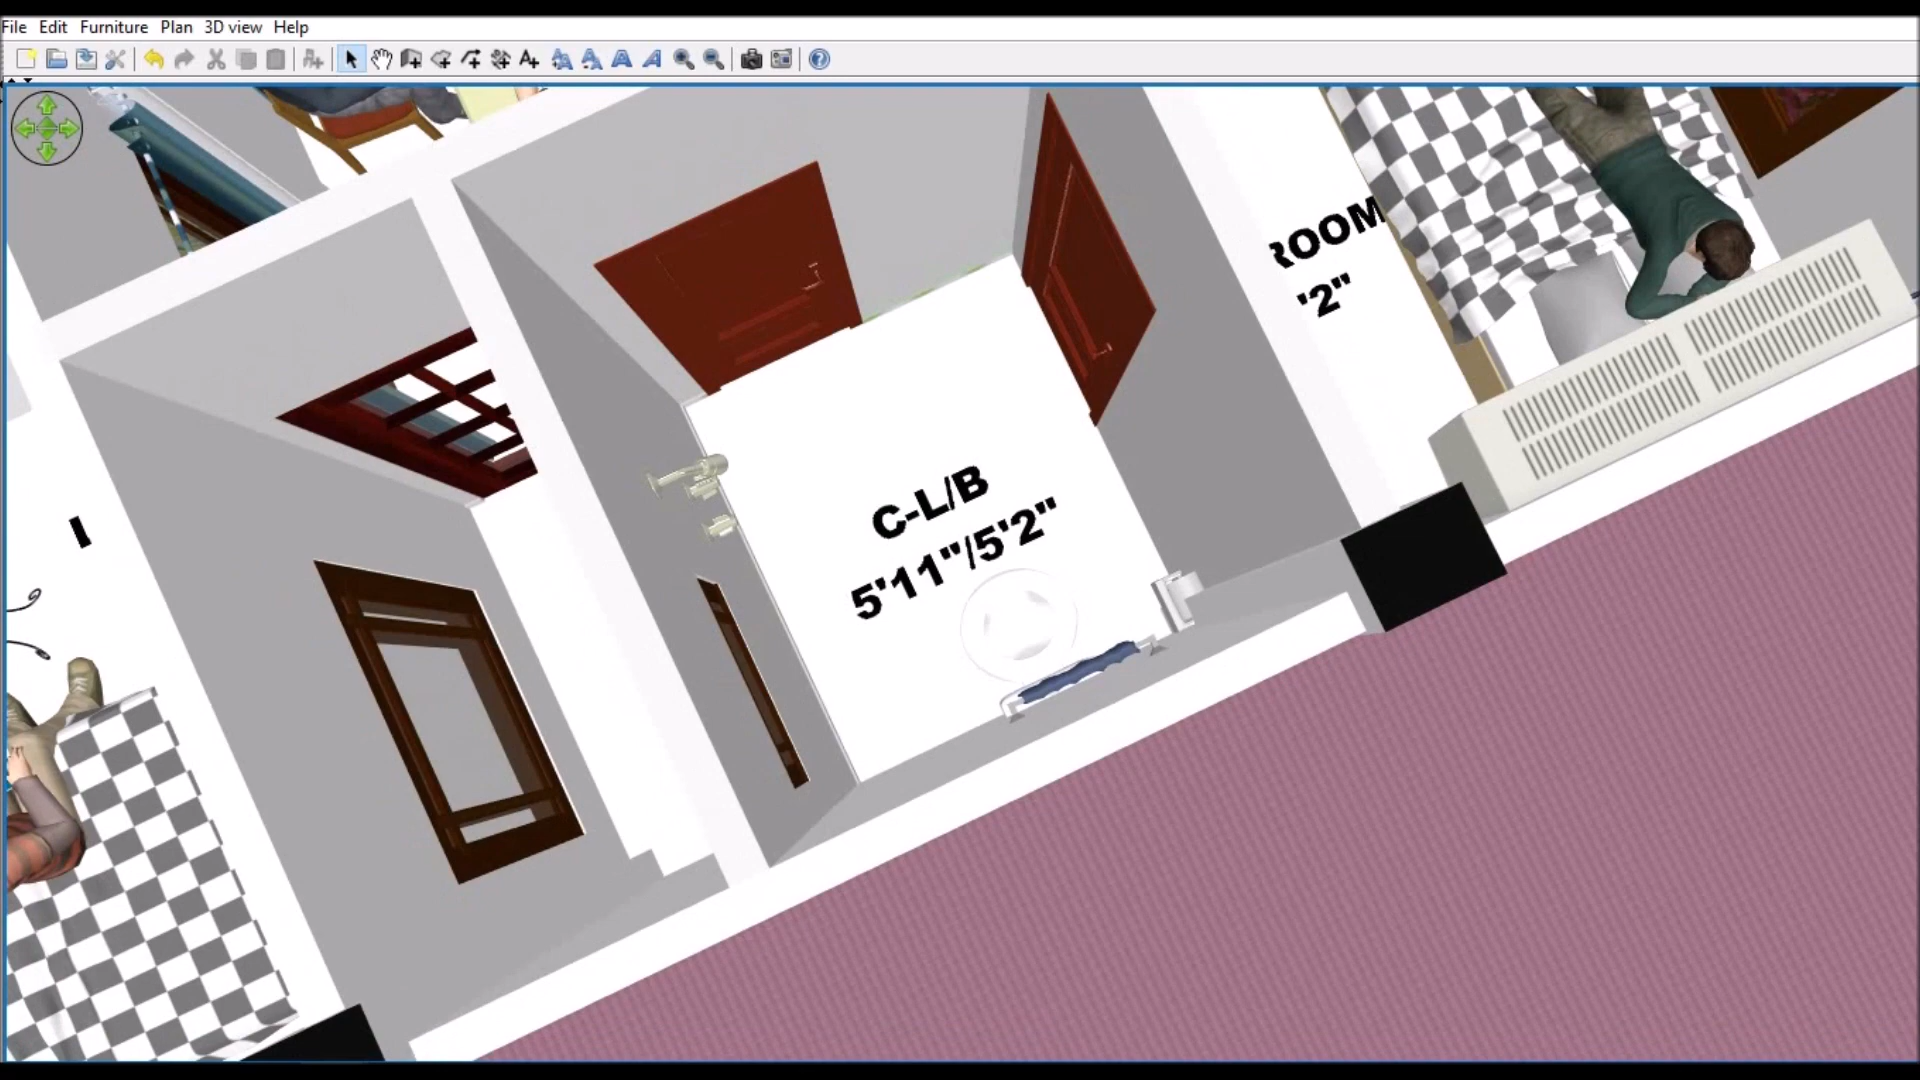 File Edit Furniture Plan 3D view Help
ROOM
'2"
C-L/B
5'11"/5'2"
I